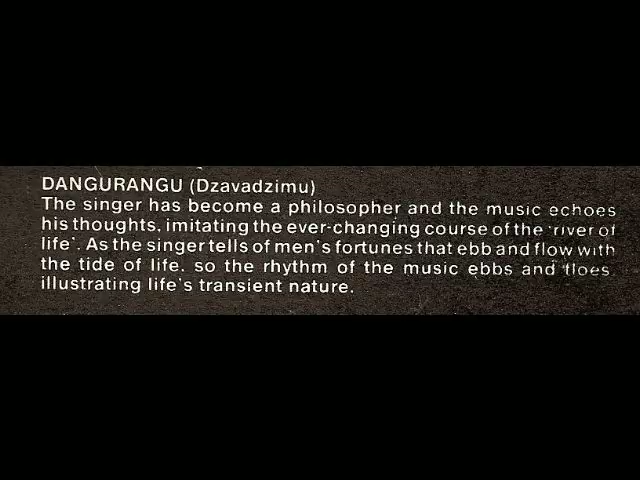 DANGURANGU (Dzavadzimu)
The singer has become a philosopher and the music echoes
his thoughts, imitating the ever-changing course of the 'river of
life'. As the singer tells of men's fortunes that ebb and flow with
the tide of life, so the rhythm of the music ebbs and floes
illustrating life's transient nature.